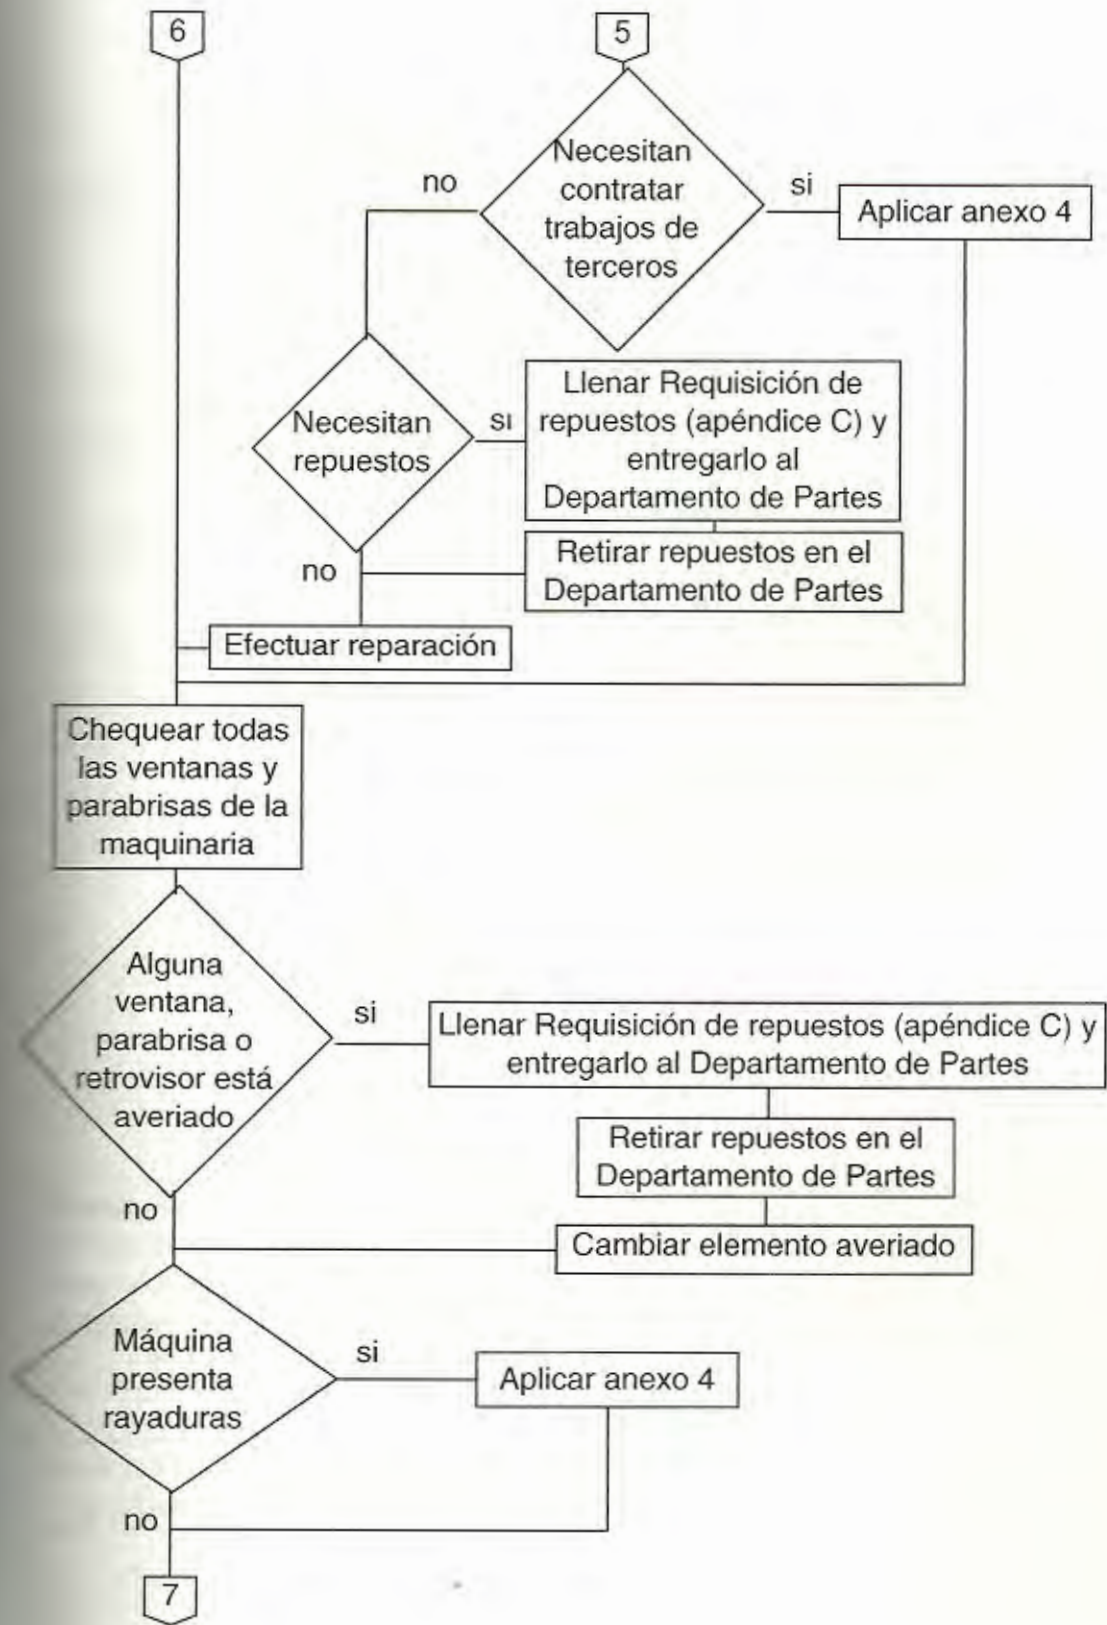 6
5
Necesitan
contratar
trabajos de
terceros
no
si
Aplicar anexo 4
Necesitan
repuestos
si
Llenar Requisición de
repuestos (apéndice C) y
entregarlo al
Departamento de Partes
no
Retirar repuestos en el
Departamento de Partes
Efectuar reparación
Chequear todas
las ventanas y
parabrisas de la
maquinaria
Alguna
ventana,
parabrisa o
retrovisor está
averiado
si
Llenar Requisición de repuestos (apéndice C) y
entregarlo al Departamento de Partes
Retirar repuestos en el
Departamento de Partes
no
Cambiar elemento averiado
Máquina
presenta
rayaduras
si
Aplicar anexo 4
no
7